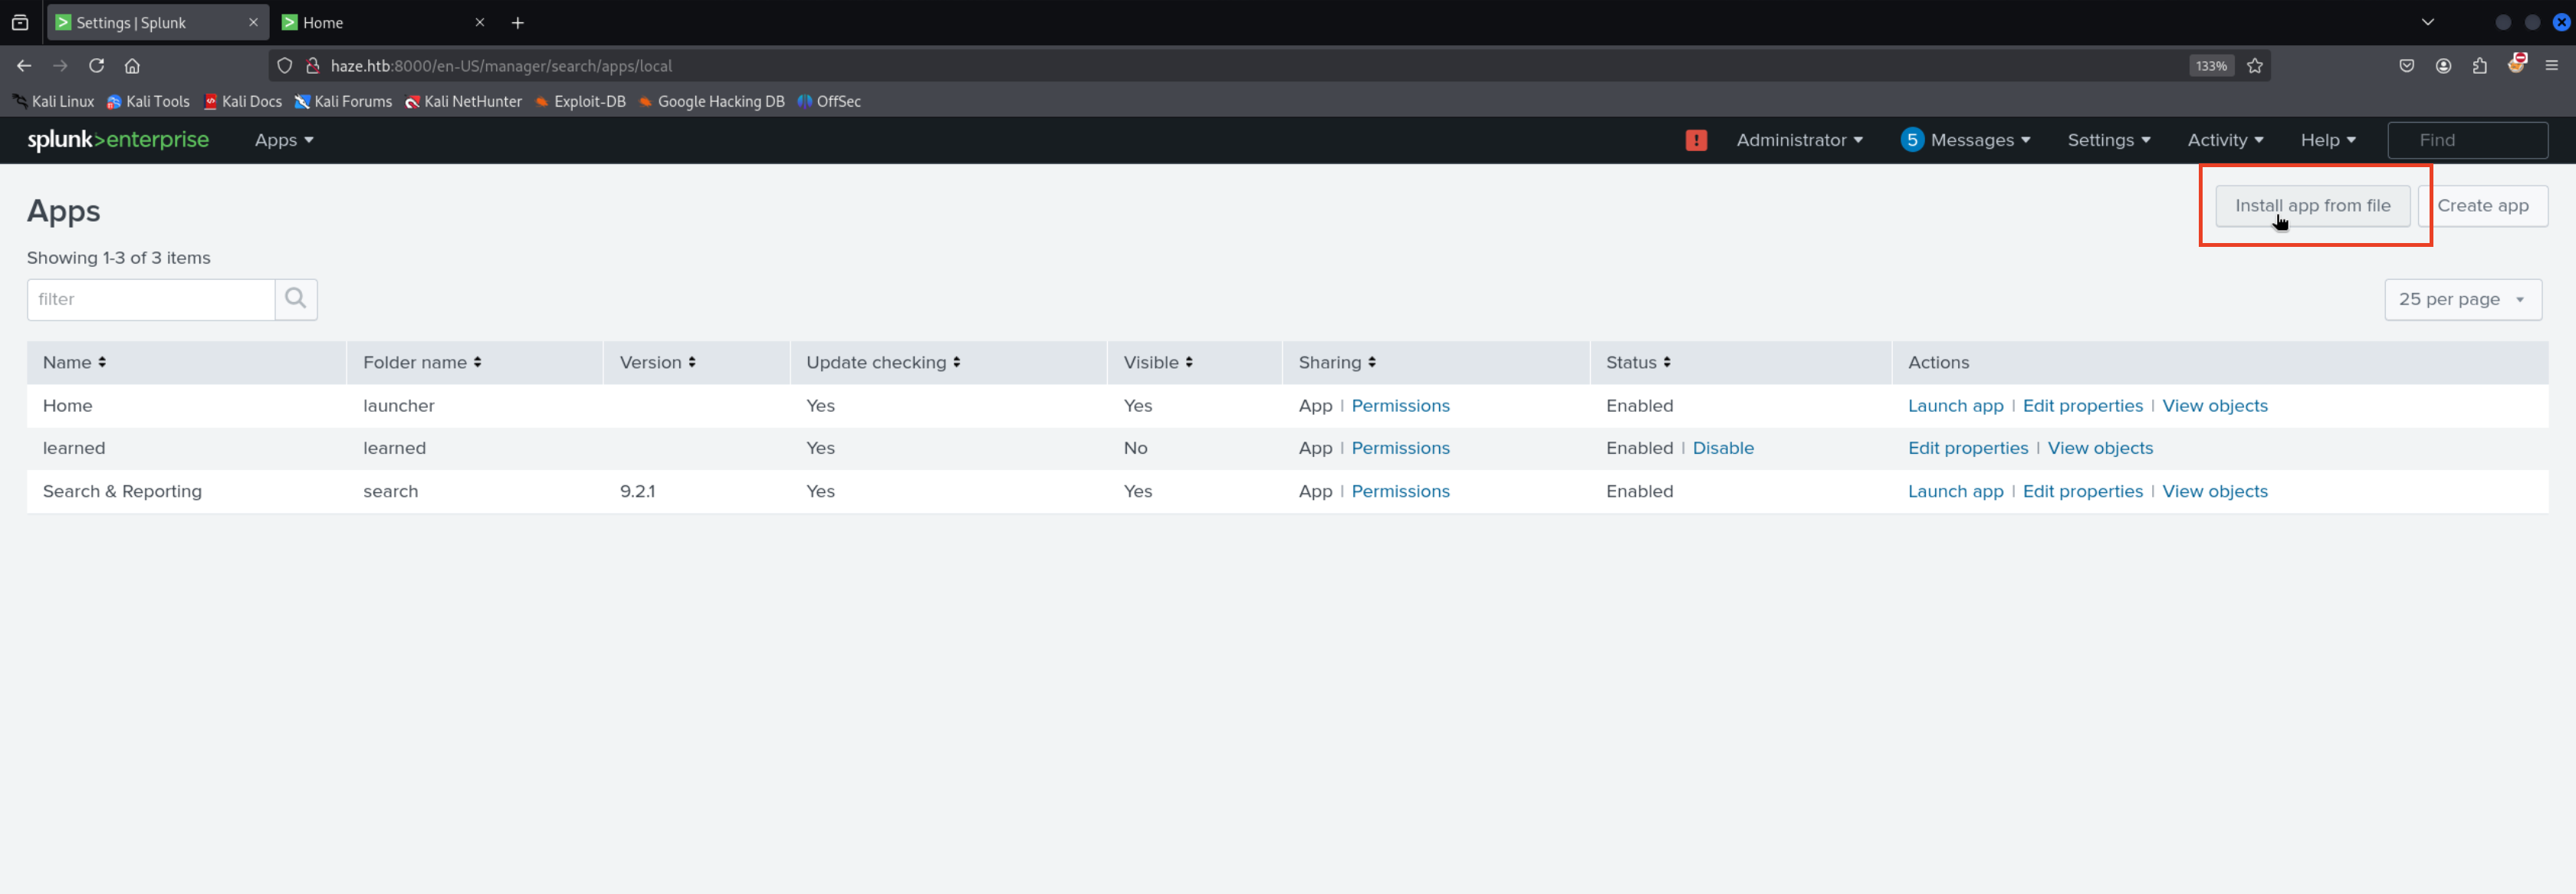 Settings | Splunk
Home
haze.htb:8000/en-US/manager/search/apps/local
133%
Kali Linux Kali Tools Kali Docs Kali Forums Kali NetHunter Exploit-DB Google Hacking DB OffSec
splunk>enterprise Apps ! Administrator 5 Messages Settings Activity Help Find
Apps
Install app from file Create app
Showing 1-3 of 3 items
filter 25 per page
Name Folder name Version Update checking Visible Sharing Status Actions
Home launcher Yes Yes App | Permissions Enabled Launch app | Edit properties | View objects
learned learned Yes No App | Permissions Enabled | Disable Edit properties | View objects
Search & Reporting search 9.2.1 Yes Yes App | Permissions Enabled Launch app | Edit properties | View objects